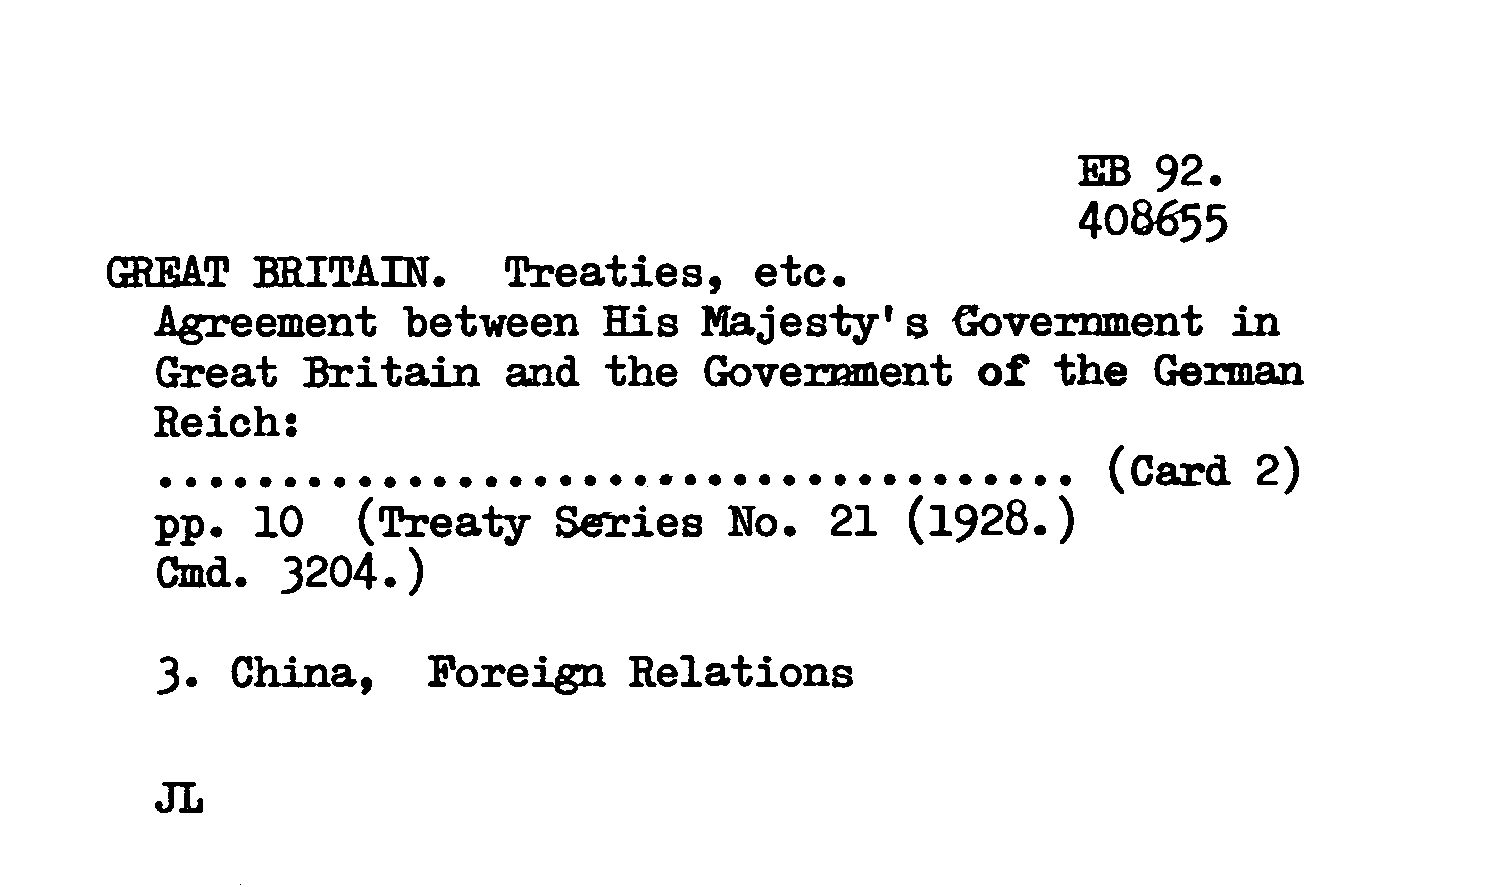 EB 92.
408655
GREAT BRITAIN. Treaties, etc.
Agreement between His Majesty's Government in
Great Britain and the Government of the German
Reich:
..................................... (Card 2)
pp. 10 (Treaty Series No. 21 (1928.)
Cmd. 3204.)
3. China, Foreign Relations
JL